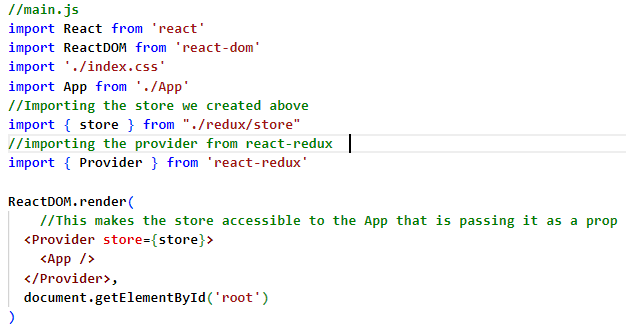 //main.js
import React from 'react'
import ReactDOM from 'react-dom'
import './index.css'
import App from './App'
//Importing the store we created above
import { store } from "./redux/store"
//importing the provider from react-redux
import { Provider } from 'react-redux'

ReactDOM.render(
    //This makes the store accessible to the App that is passing it as a prop
  <Provider store={store}>
    <App />
  </Provider>,
  document.getElementById('root')
)